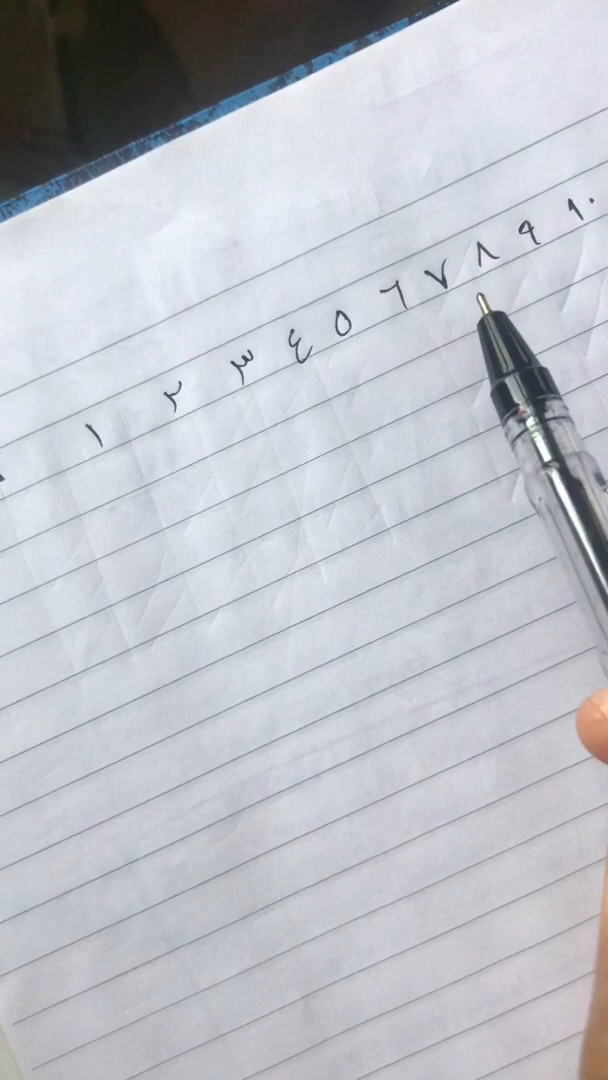 ١ ٢ ٣ ٤ ٥ ٦ ٧ ٨ ٩ ١٠